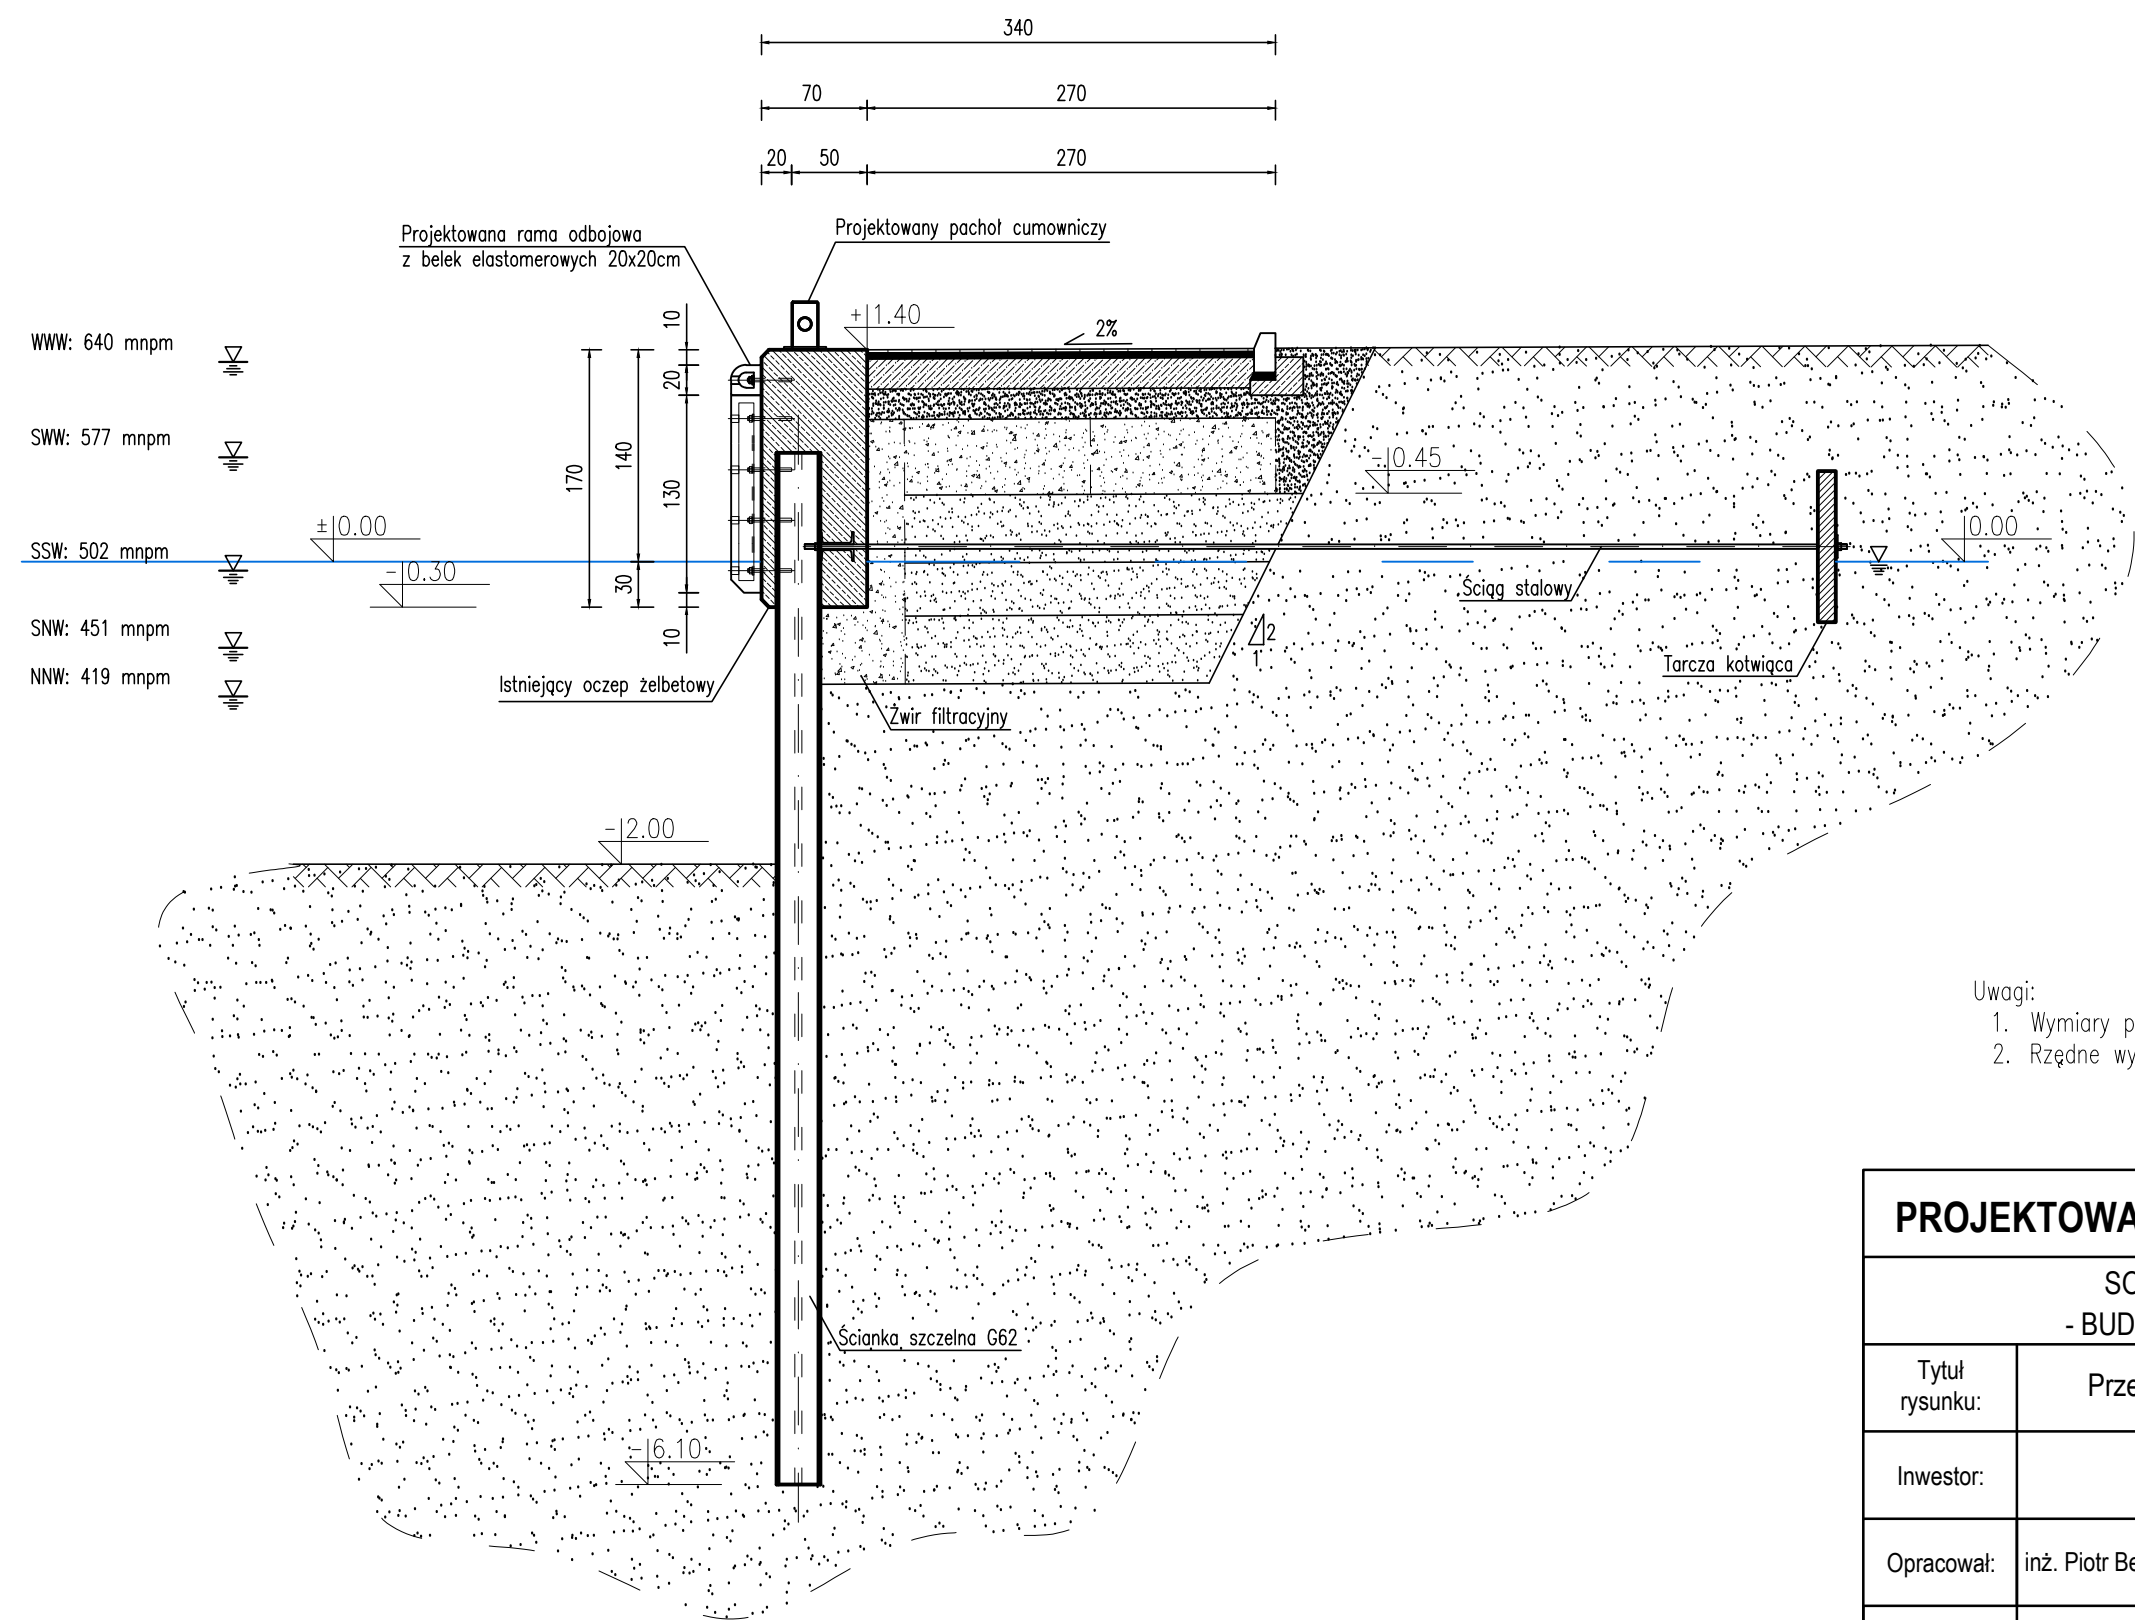 340
70 270
20 50 270
Projektowana rama odbojowa
z belek elastomerowych 20x20cm
Projektowany pachoł cumowniczy
+1.40
2%
10
20
130
10
140
30
170
WWW: 640 mnpm
SWW: 577 mnpm
SSW: 502 mnpm
SNW: 451 mnpm
NNW: 419 mnpm
±0.00
-0.30
-0.45
0.00
Ściąg stalowy
2
1
Tarcza kotwiąca
Istniejący oczep żelbetowy
Żwir filtracyjny
-2.00
Ścianka szczelna G62
-6.10
Uwagi:
1. Wymiary p
2. Rzędne wy
PROJEKTOWA
SC
- BUD
Tytuł
rysunku:
Prze
Inwestor:
Opracował: inż. Piotr Be